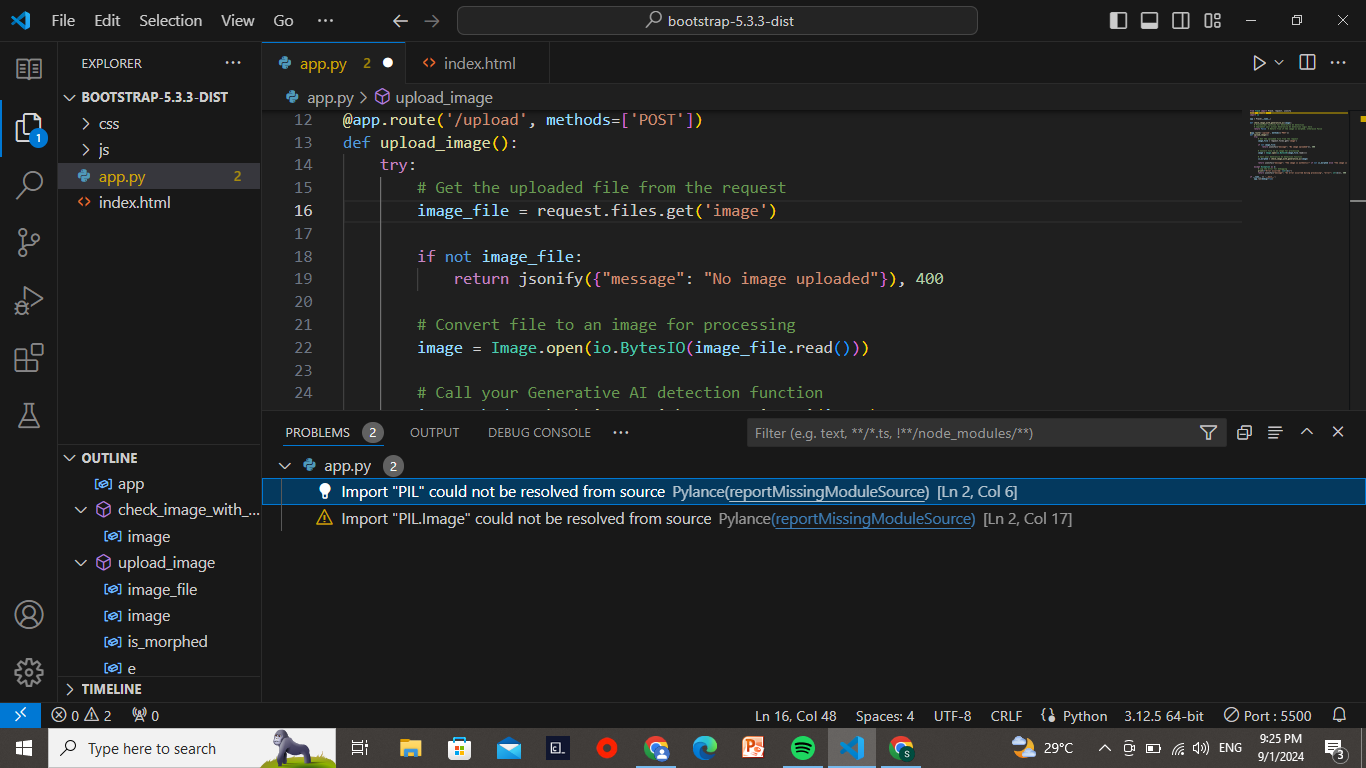 File Edit Selection View Go ··· bootstrap-5.3.3-dist
EXPLORER ···
BOOTSTRAP-5.3.3-DIST
css
js
app.py 2
index.html
OUTLINE
app
check_image_with_...
image
upload_image
image_file
image
is_morphed
e
TIMELINE
1
app.py 2
index.html
app.py > upload_image
12 @app.route('/upload', methods=['POST'])
13 def upload_image():
14 try:
15 # Get the uploaded file from the request
16 image_file = request.files.get('image')
17
18 if not image_file:
19 return jsonify({"message": "No image uploaded"}), 400
20
21 # Convert file to an image for processing
22 image = Image.open(io.BytesIO(image_file.read()))
23
24 # Call your Generative AI detection function
PROBLEMS 2 OUTPUT DEBUG CONSOLE ··· Filter (e.g. text, **/*.ts, !**/node_modules/**)
app.py 2
Import "PIL" could not be resolved from source Pylance(reportMissingModuleSource) [Ln 2, Col 6]
Import "PIL.Image" could not be resolved from source Pylance(reportMissingModuleSource) [Ln 2, Col 17]
0 2 0 Ln 16, Col 48 Spaces: 4 UTF-8 CRLF Python 3.12.5 64-bit Port : 5500
Type here to search
29°C
ENG
9:25 PM
9/1/2024
3